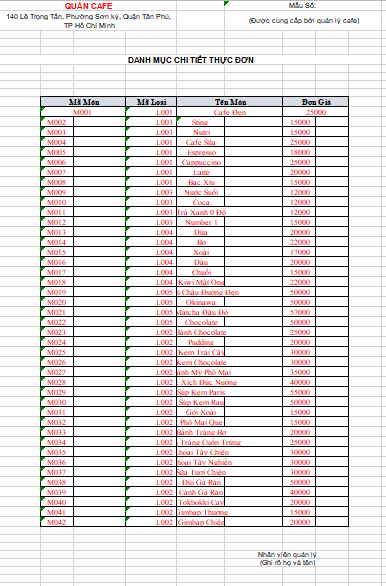 QUÁN CAFE
Mẫu Số:
140 Lê Trọng Tấn, Phường Sơn kỳ, Quận Tân Phú,
TP Hồ Chí Minh
(Được cung cấp bởi quản lý cafe)
DANH MỤC CHI TIẾT THỰC ĐƠN
Mã Món Mã Loại Tên Món Đơn Giá
M001 L001 Cafe Đen 25000
M002 L003 Sting 15000
M003 L003 Nutri 15000
M004 L001 Cafe Sữa 25000
M005 L001 Espresso 18000
M006 L001 Cappuccino 25000
M007 L001 Latte 20000
M008 L001 Bạc Xỉu 15000
M009 L003 Nước Suối 12000
M010 L003 Coca 12000
M011 L003 Trà Xanh 0 Độ 12000
M012 L003 Number 1 15000
M013 L004 Dừa 20000
M014 L004 Bơ 22000
M015 L004 Xoài 17000
M016 L004 Dâu 20000
M017 L004 Chuối 15000
M018 L004 Kiwi Mật Ong 22000
M019 L005 n Châu Đường Đen 50000
M020 L005 Okinawa 50000
M021 L005 Matcha Đậu Đỏ 57000
M022 L005 Chocolate 50000
M023 L002 Bánh Chocolate 25000
M024 L002 Pudding 20000
M025 L002 Kem Trái Cây 30000
M026 L002 Kem Chocolate 30000
M027 L002 ánh Mỳ Phô Mai 35000
M028 L002 Xích Đức Nướng 40000
M029 L002 Súp Kem Paris 55000
M030 L002 Súp Kem Rau 50000
M031 L002 Gỏi Xoài 15000
M032 L002 Phô Mai Que 15000
M033 L002 Bánh Tráng Bơ 20000
M034 L002 Tráng Cuốn Trứng 25000
M035 L002 hoai Tây Chiên 30000
M036 L002 hoai Tây Nghiền 30000
M037 L002 Sữa Tươi Chiên 30000
M038 L002 Đùi Gà Rán 50000
M039 L002 Cánh Gà Rán 40000
M040 L002 Tokbokki Cay 20000
M041 L002 Gimbap Thường 15000
M042 L002 Gimbap Chiên 20000
Nhân viên quản lý
(Ghi rõ họ và tên)